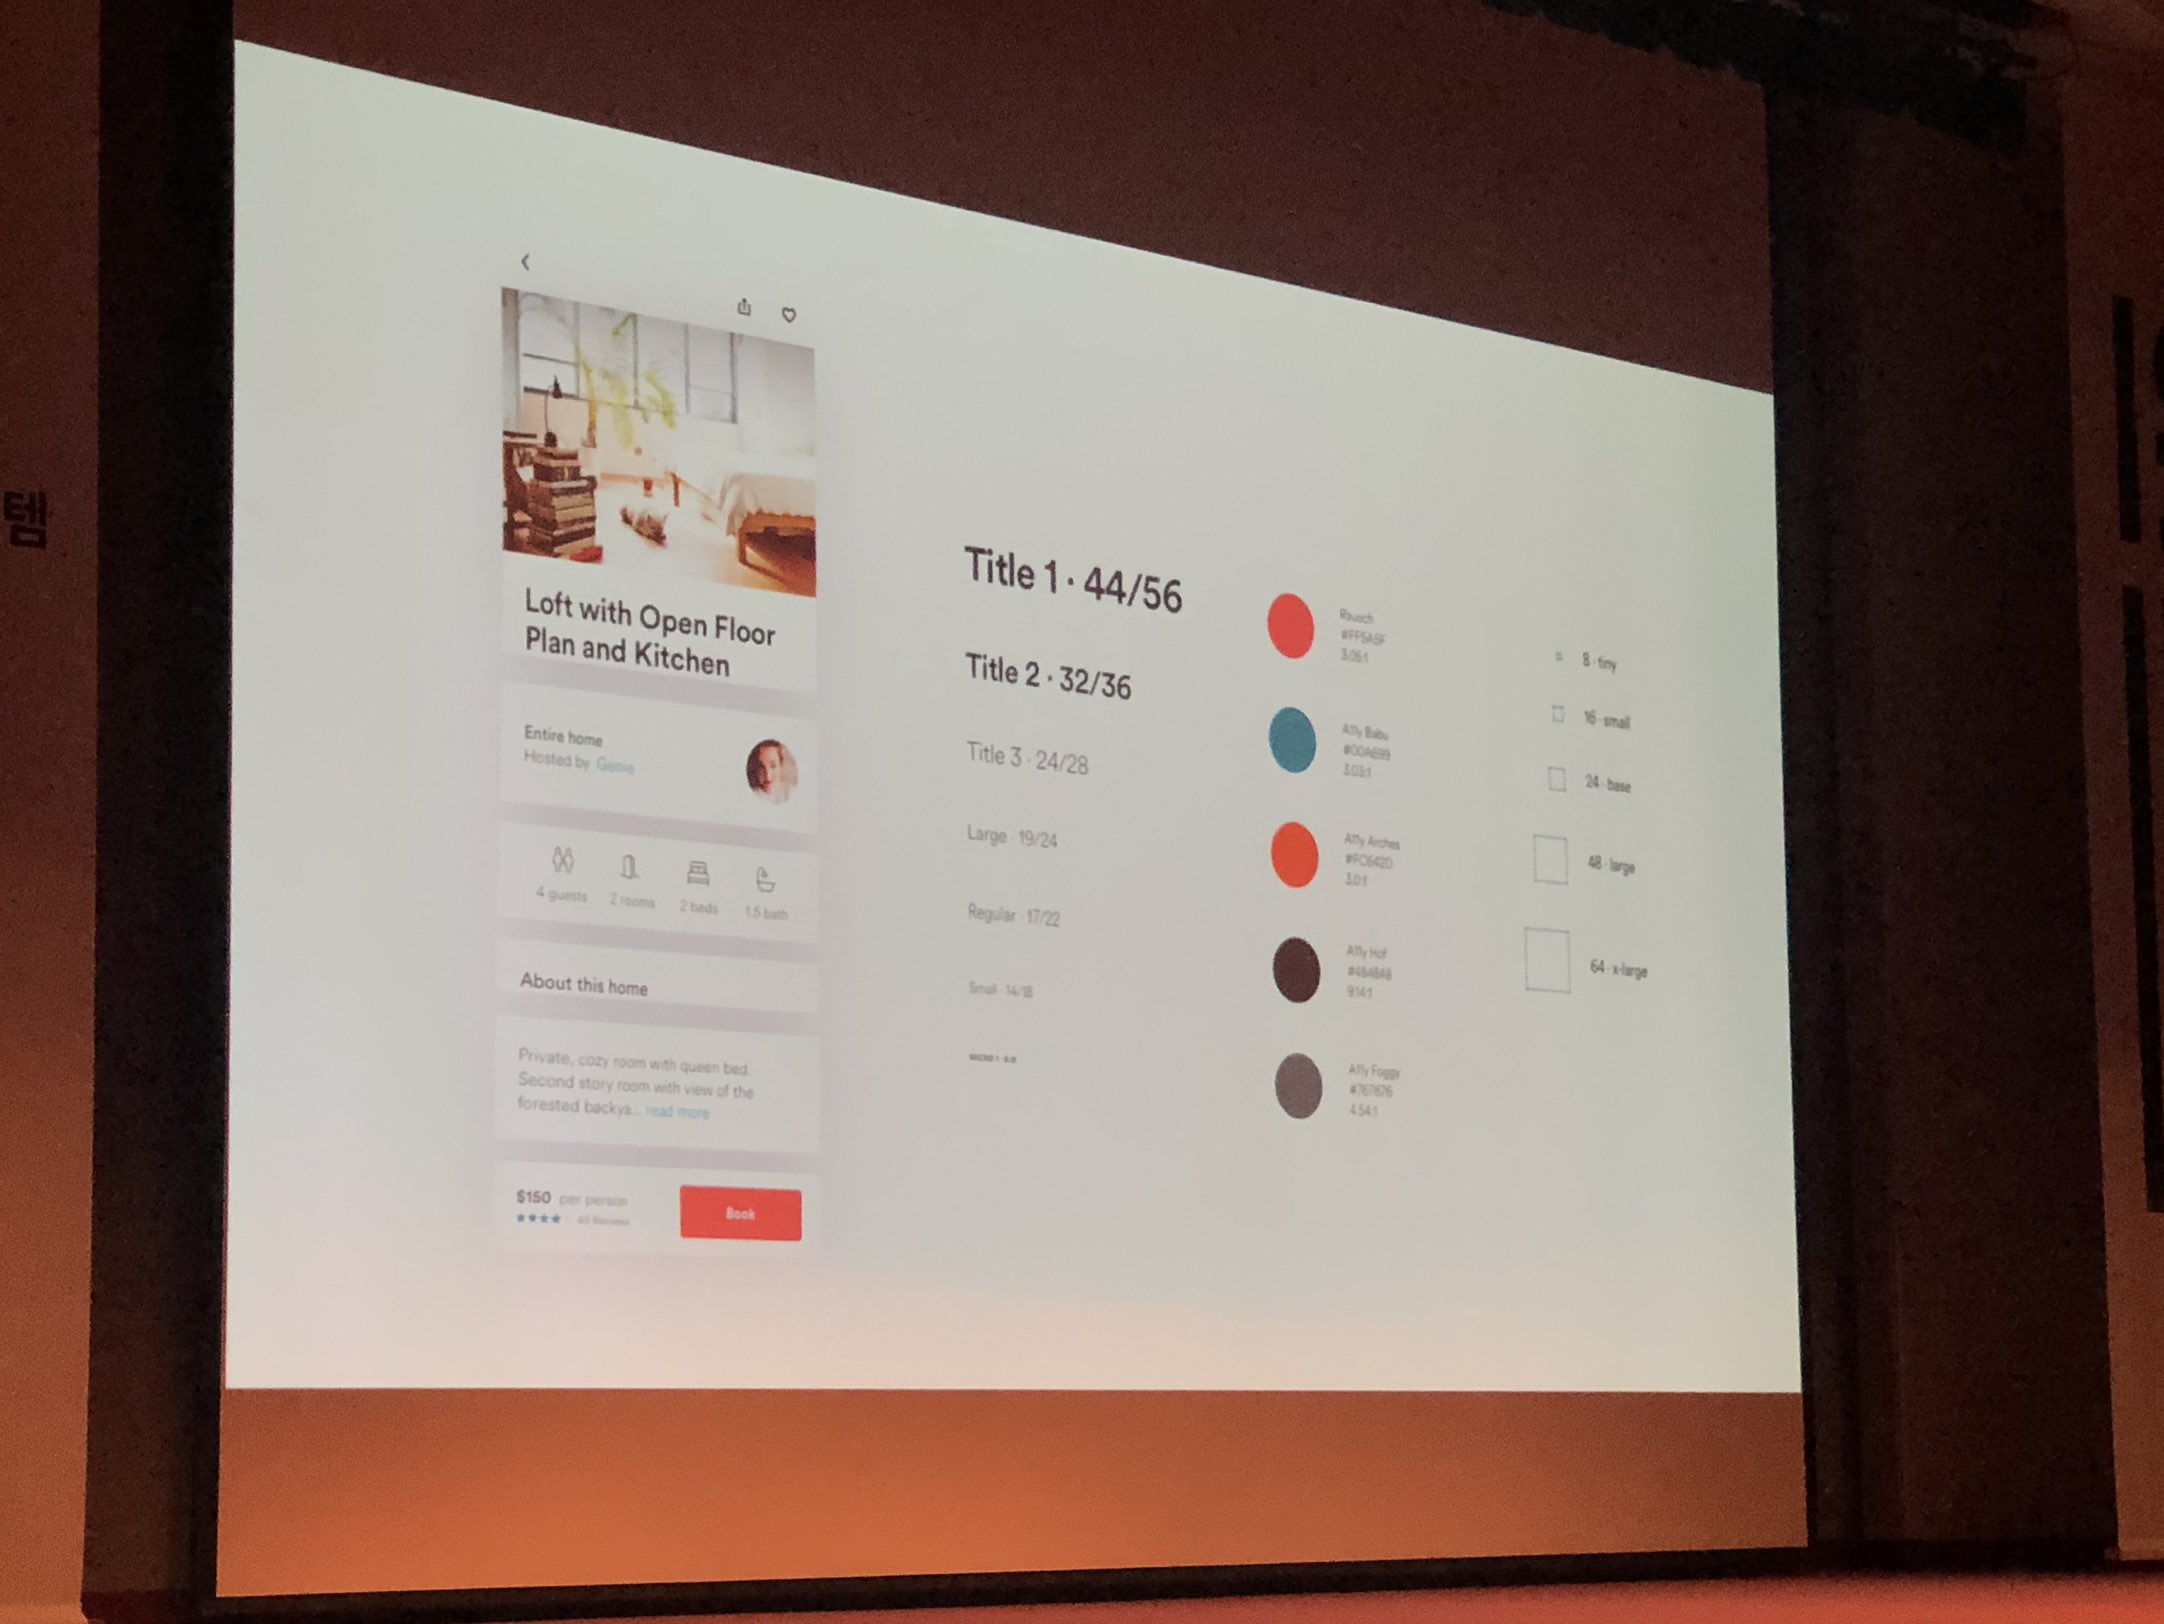 템
Loft with Open Floor
Plan and Kitchen
Entire home
Hosted by Genie
4 guests
2 rooms
2 beds
1.5 bath
About this home
Private, cozy room with queen bed.
Second story room with view of the
forested backya... read more
$150 per person
Reviews
Book
Title 1 · 44/56
Title 2 · 32/36
Title 3 · 24/28
Large · 19/24
Regular · 17/22
Small · 14/18
Rausch
#FF5A5F
3.06:1
A11y Babu
#00A699
3.03:1
A11y Arches
#FC642D
3.0:1
A11y Hof
#484848
9.14:1
A11y Foggy
#767676
4.54:1
8 · tiny
16 · small
24 · base
48 · large
64 · x-large